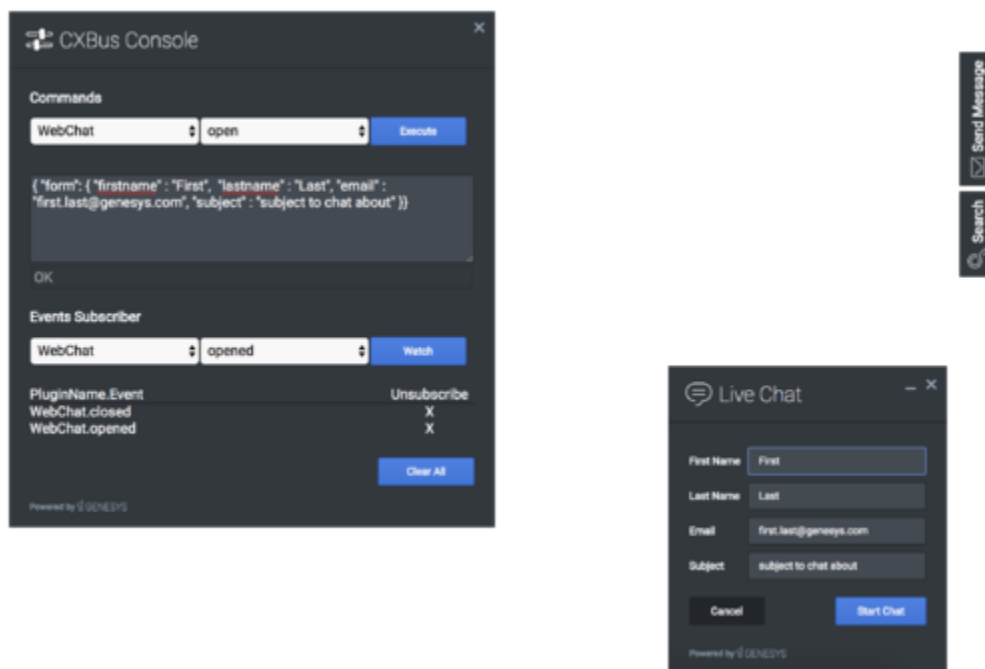 CXBus Console
×
Commands
WebChat open Execute
{ "form": { "firstname" : "First", "lastname" : "Last", "email" :
"first.last@genesys.com", "subject" : "subject to chat about" }}
OK
Events Subscriber
WebChat opened Watch
PluginName.Event Unsubscribe
WebChat.closed X
WebChat.opened X
Clear All
Powered by GENESYS
Send Message
Search
Live Chat
– ×
First Name First
Last Name Last
Email first.last@genesys.com
Subject subject to chat about
Cancel Start Chat
Powered by GENESYS